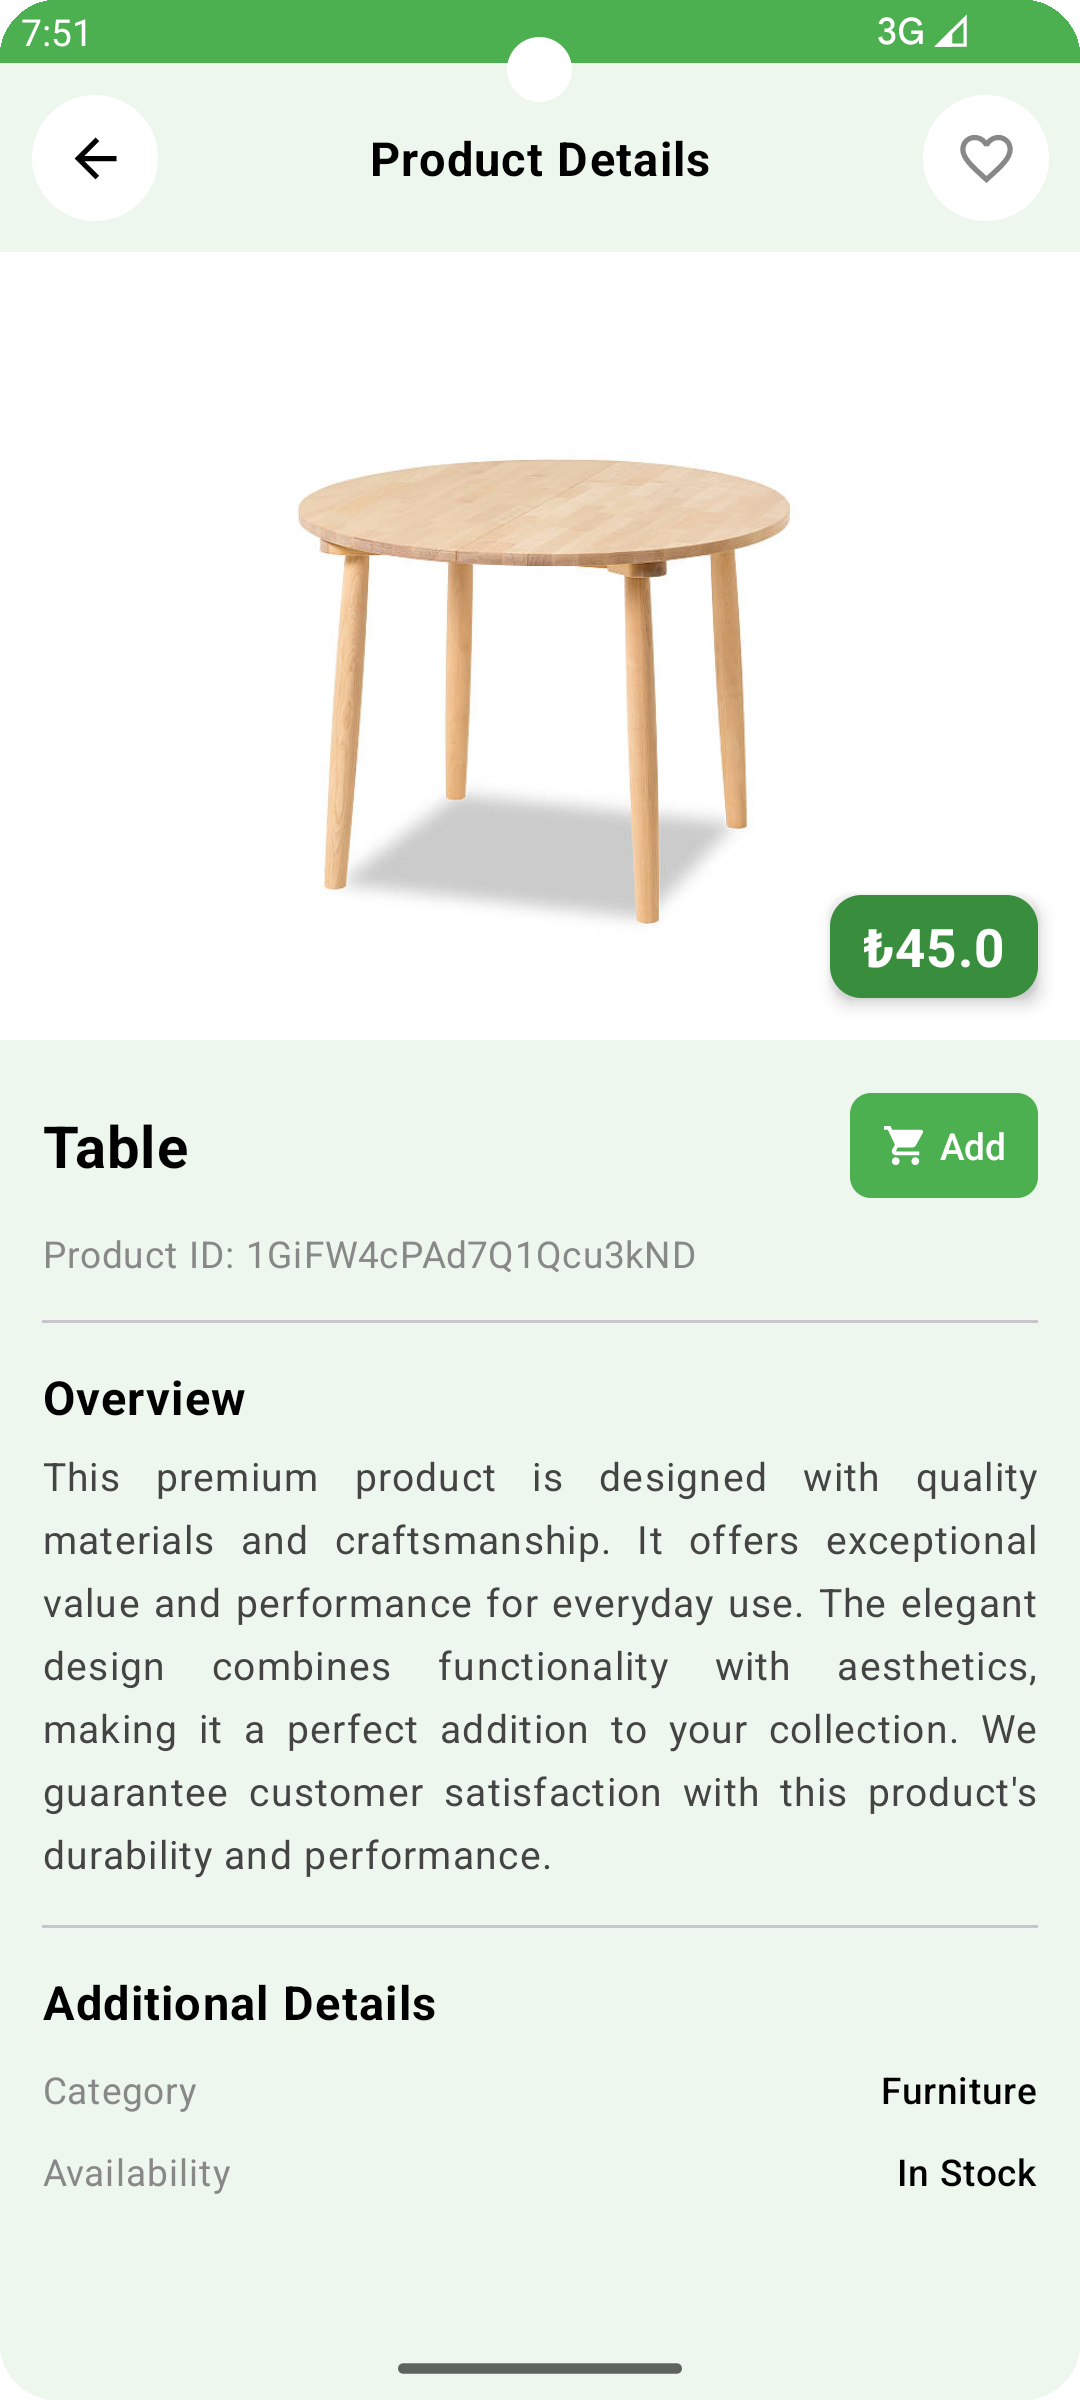 7:51
3G
Product Details
₺45.0
Table
Add
Product ID: 1GiFW4cPAd7Q1Qcu3kND
Overview
This premium product is designed with quality
materials and craftsmanship. It offers exceptional
value and performance for everyday use. The elegant
design combines functionality with aesthetics,
making it a perfect addition to your collection. We
guarantee customer satisfaction with this product's
durability and performance.
Additional Details
Category
Furniture
Availability
In Stock